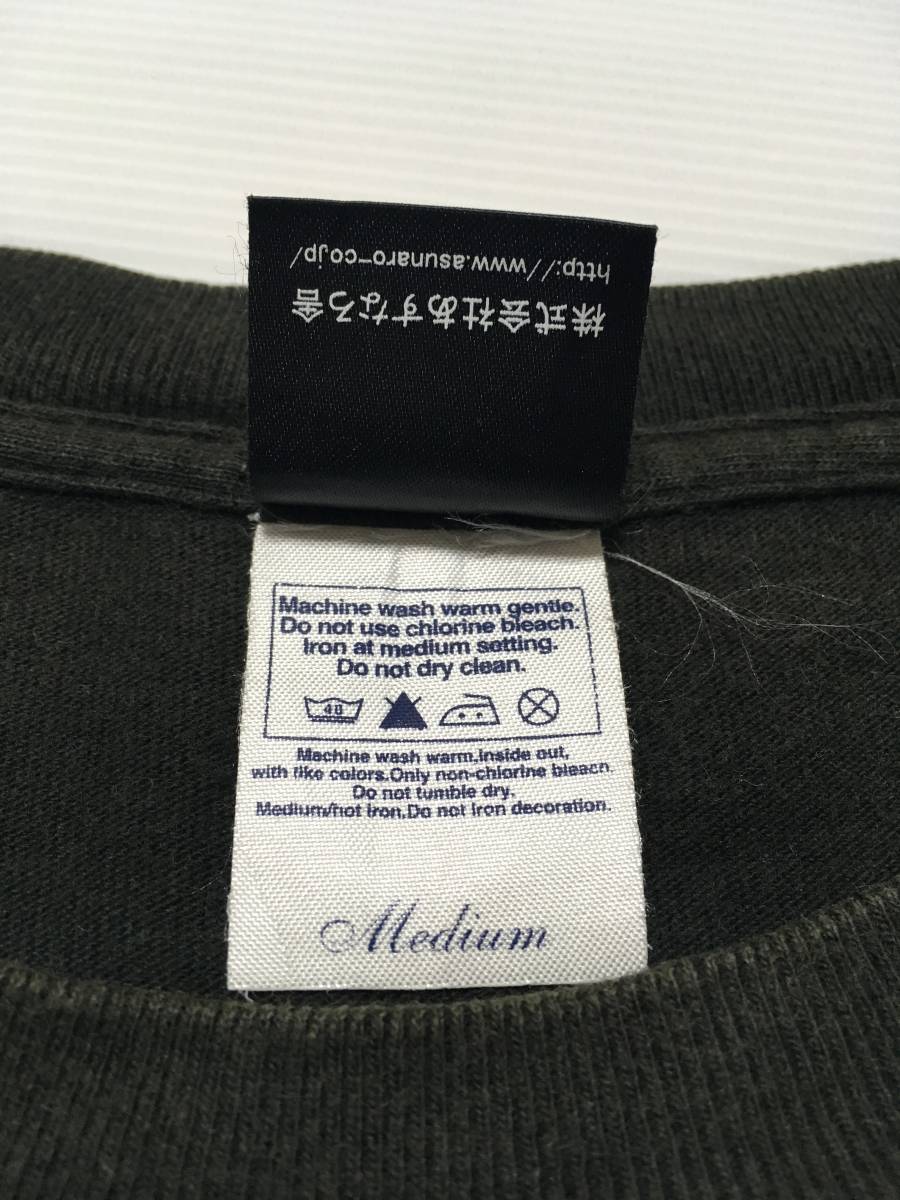 株式会社あすなろ舎
http://www.asunaro-co.jp/
Machine wash warm gentle.
Do not use chlorine bleach.
Iron at medium setting.
Do not dry clean.
40
Machine wash warm.Inside out,
with like colors.Only non-chlorine bleach.
Do not tumble dry.
Medium/hot iron.Do not iron decoration.
Medium